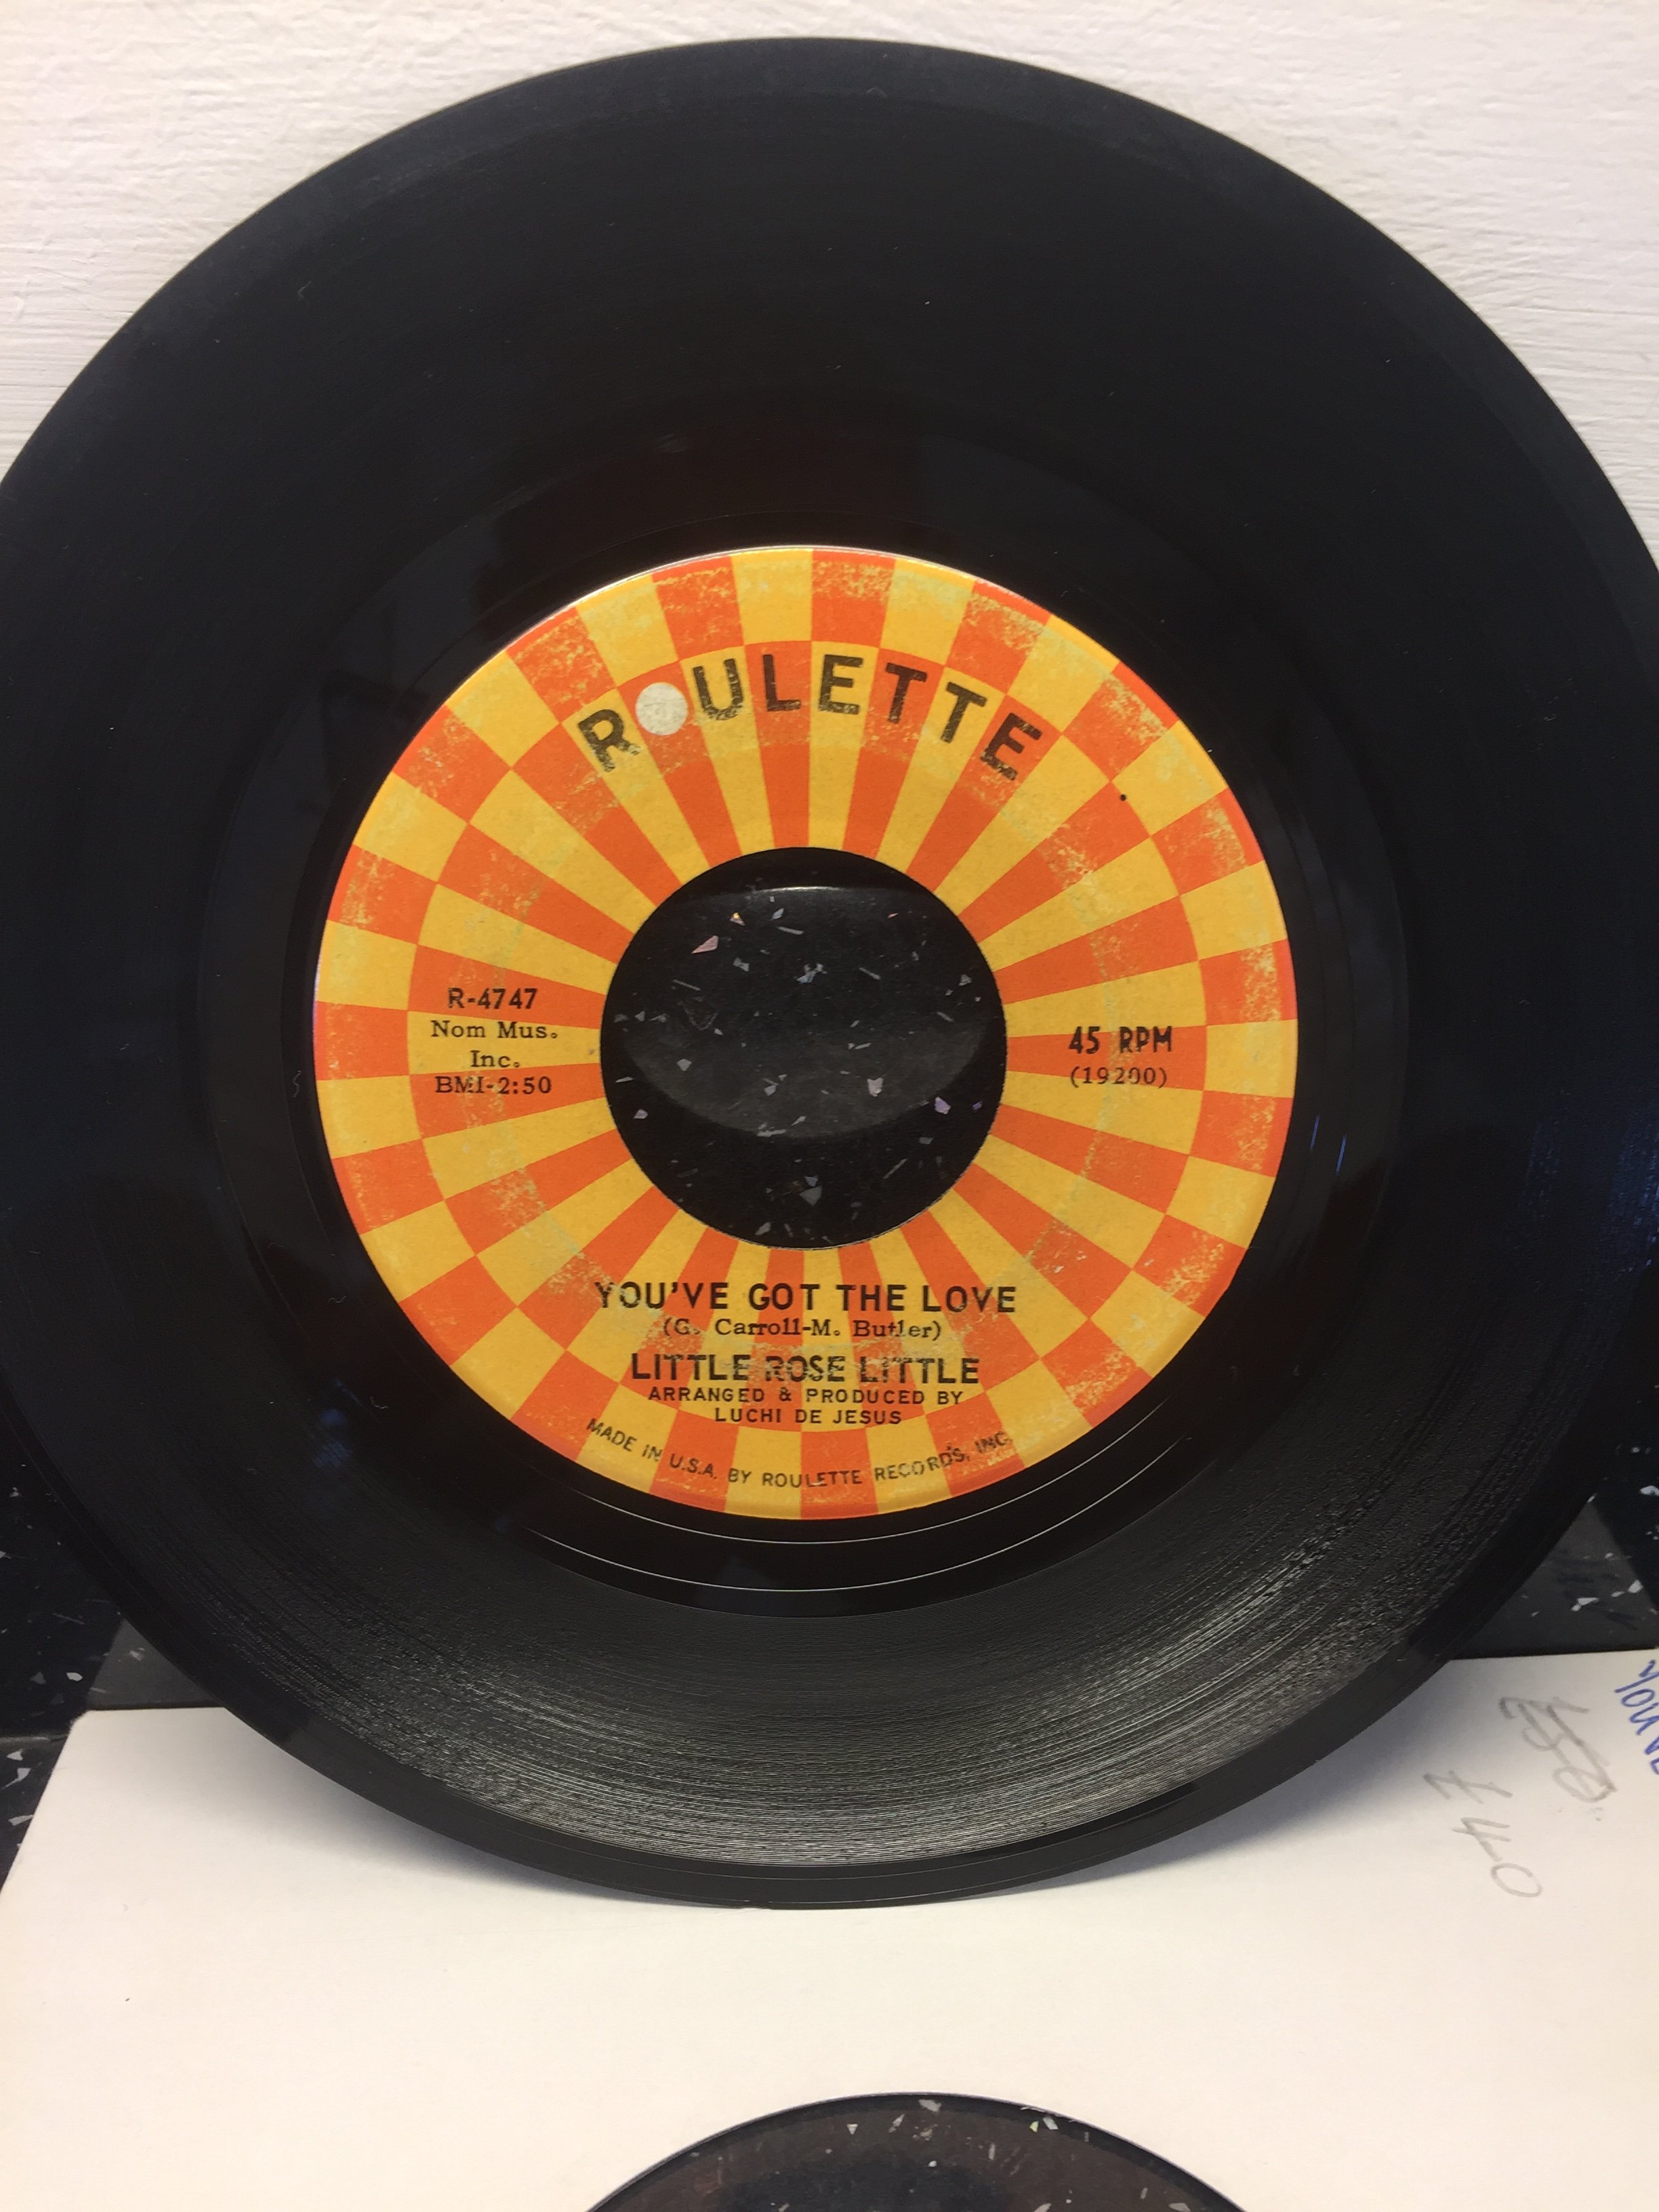 ROULETTE
R-4747
Nom Mus.
Inc.
BMI-2:50
45 RPM
(19200)
YOU'VE GOT THE LOVE
(G. Carroll-M. Butler)
LITTLE ROSE LITTLE
ARRANGED & PRODUCED BY
LUCHI DE JESUS
MADE IN U.S.A. BY ROULETTE RECORDS, INC.
£40